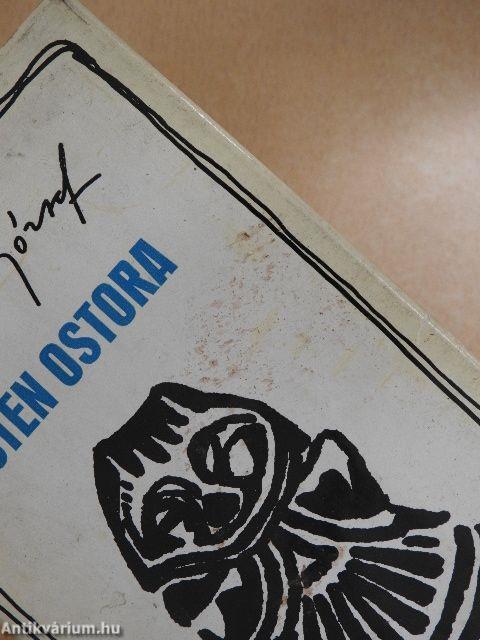 József
STEN OSTORA
Antikvárium.hu